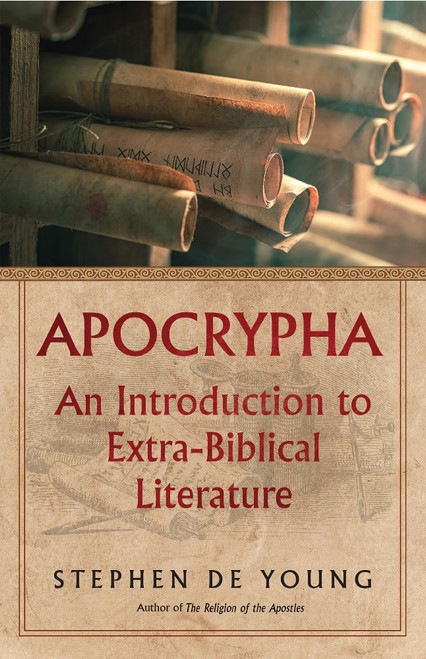 APOCRYPHA
An Introduction to
Extra-Biblical
Literature
STEPHEN DE YOUNG
Author of The Religion of the Apostles